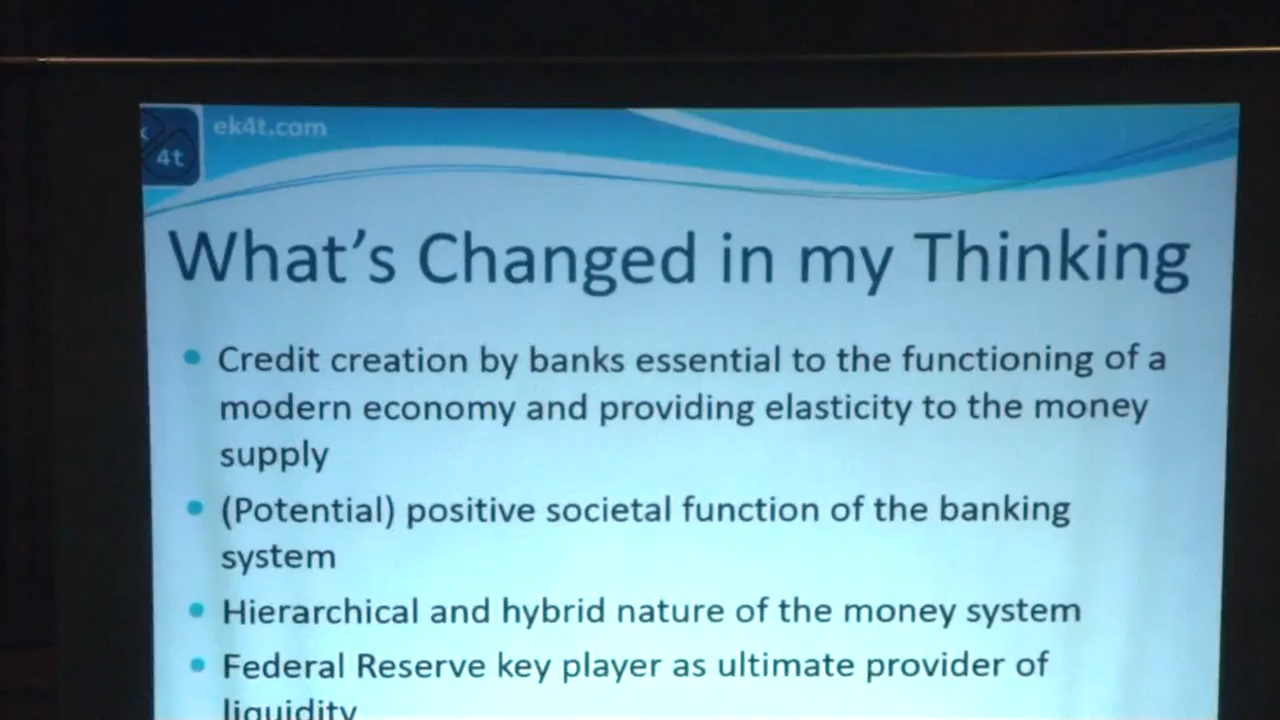 ek4t.com
4t
What's Changed in my Thinking
Credit creation by banks essential to the functioning of a
modern economy and providing elasticity to the money
supply
(Potential) positive societal function of the banking
system
Hierarchical and hybrid nature of the money system
Federal Reserve key player as ultimate provider of
liquidity